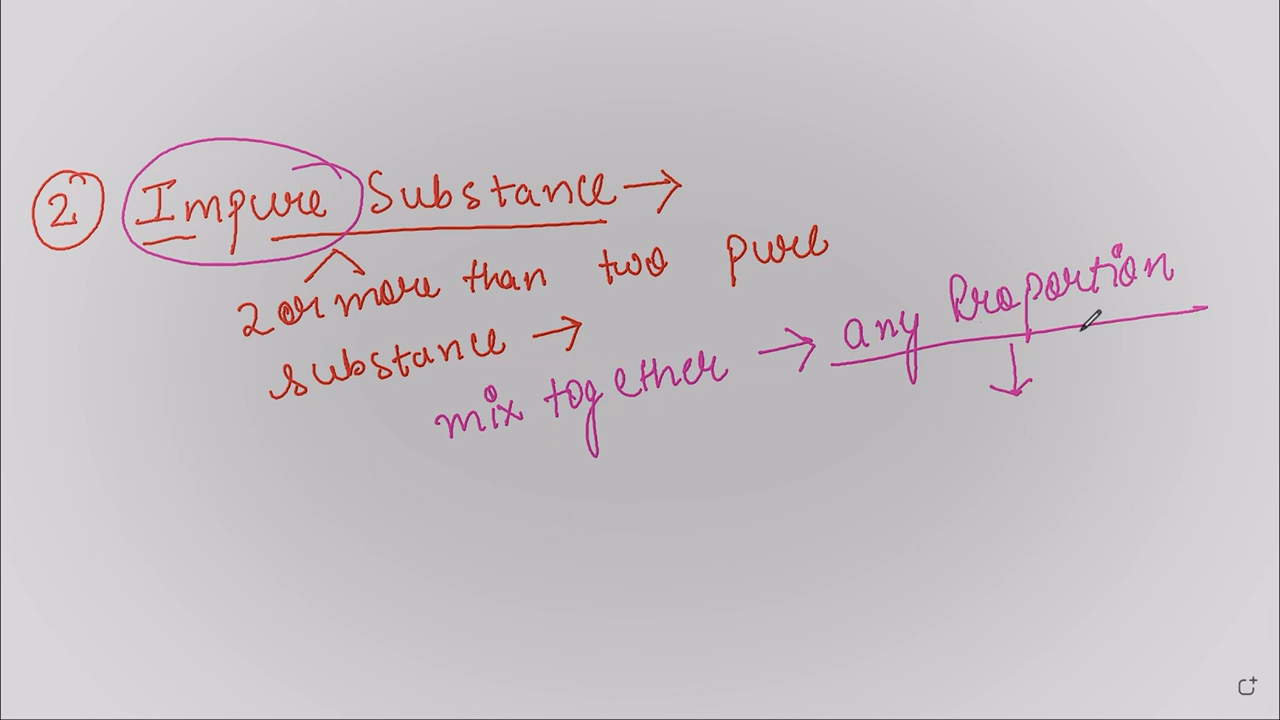 2 Impure Substance →
2 or more than two pure
substance →
mix together → any Proportion